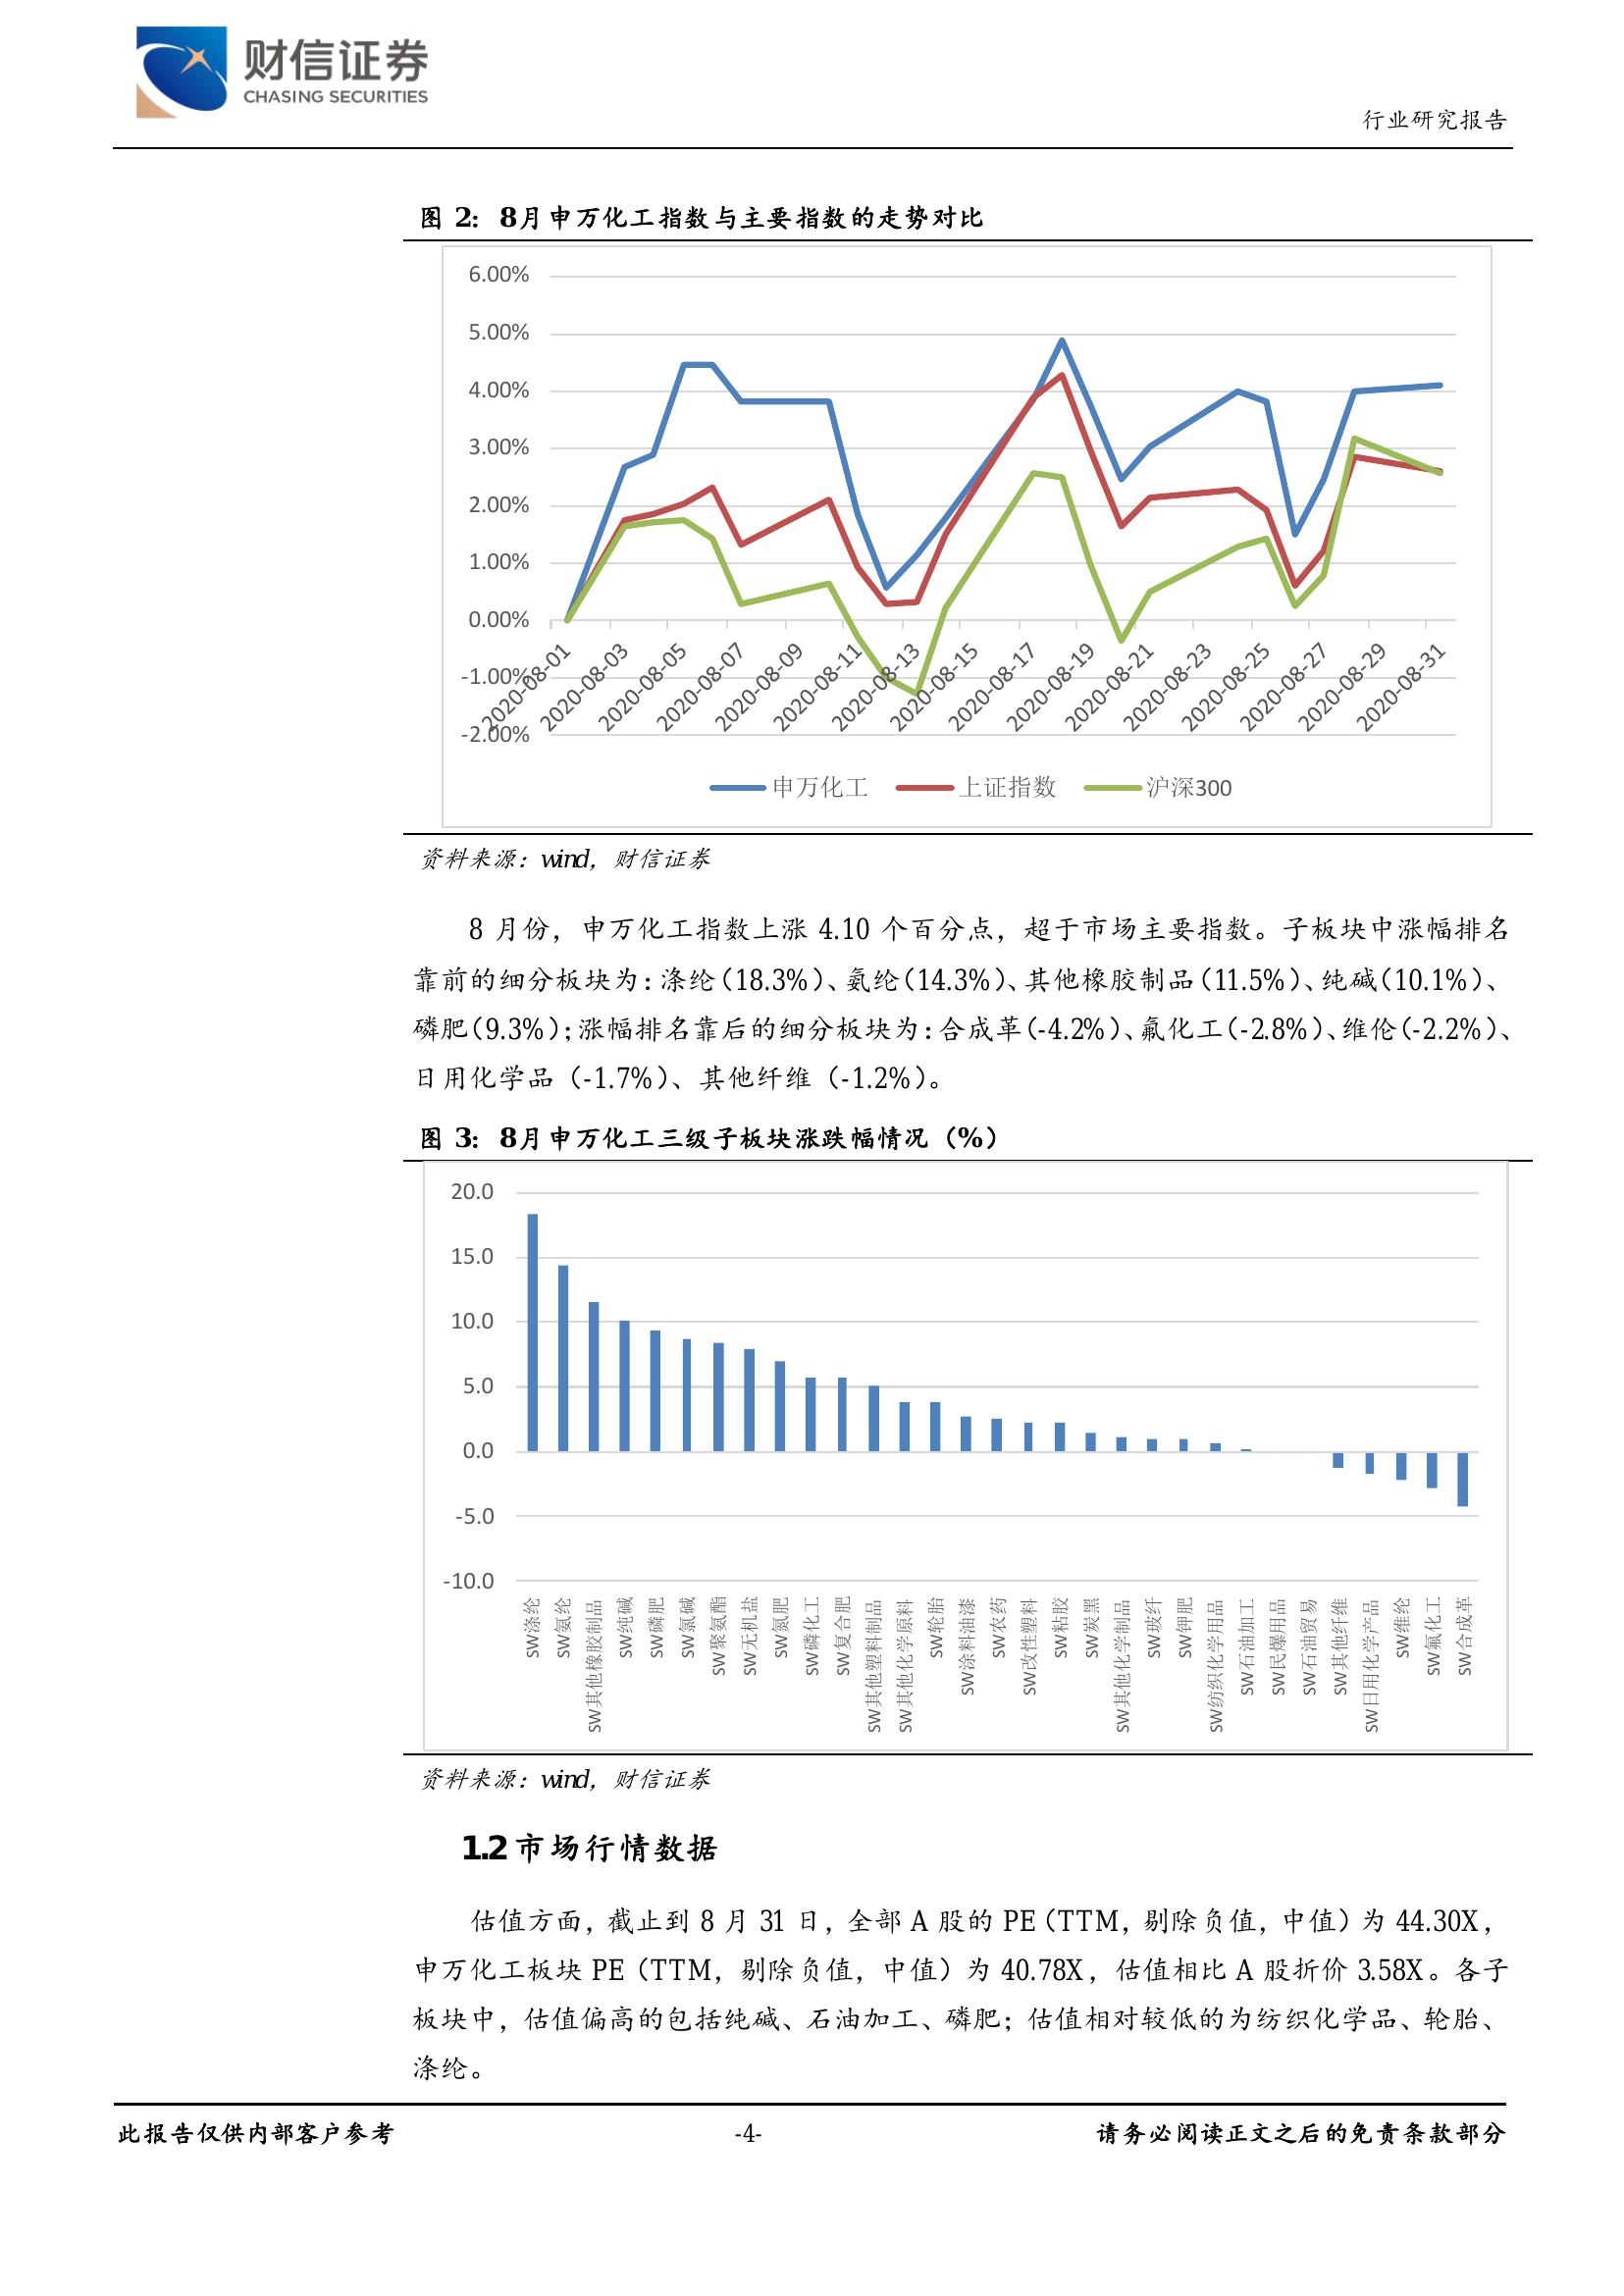 财信证券
CHASING SECURITIES
行业研究报告
图 2: 8月申万化工指数与主要指数的走势对比
6.00%
5.00%
4.00%
3.00%
2.00%
1.00%
0.00%
-1.00%
-2.00%
2020-08-01
2020-08-03
2020-08-05
2020-08-07
2020-08-09
2020-08-11
2020-08-13
2020-08-15
2020-08-17
2020-08-19
2020-08-21
2020-08-23
2020-08-25
2020-08-27
2020-08-29
2020-08-31
申万化工 上证指数 沪深300
资料来源：wind，财信证券
8 月份，申万化工指数上涨 4.10 个百分点，超于市场主要指数。子板块中涨幅排名
靠前的细分板块为：涤纶（18.3%）、氨纶（14.3%）、其他橡胶制品（11.5%）、纯碱（10.1%）、
磷肥（9.3%）；涨幅排名靠后的细分板块为：合成革（-4.2%）、氟化工（-2.8%）、维伦（-2.2%）、
日用化学品（-1.7%）、其他纤维（-1.2%）。
图 3: 8月申万化工三级子板块涨跌幅情况（%）
20.0
15.0
10.0
5.0
0.0
-5.0
-10.0
SW涤纶
SW氨纶
SW其他橡胶制品
SW纯碱
SW磷肥
SW氯碱
SW聚氨酯
SW无机盐
SW氮肥
SW磷化工
SW复合肥
SW其他塑料制品
SW其他化学原料
SW轮胎
SW涂料油漆
SW农药
SW改性塑料
SW粘胶
SW炭黑
SW其他化学制品
SW玻纤
SW钾肥
SW纺织化学用品
SW石油加工
SW民爆用品
SW石油贸易
SW其他纤维
SW日用化学产品
SW维纶
SW氟化工
SW合成革
资料来源：wind，财信证券
1.2 市场行情数据
估值方面，截止到 8 月 31 日，全部 A 股的 PE（TTM，剔除负值，中值）为 44.30X，
申万化工板块 PE（TTM，剔除负值，中值）为 40.78X，估值相比 A 股折价 3.58X。各子
板块中，估值偏高的包括纯碱、石油加工、磷肥；估值相对较低的为纺织化学品、轮胎、
涤纶。
此报告仅供内部客户参考 -4- 请务必阅读正文之后的免责条款部分